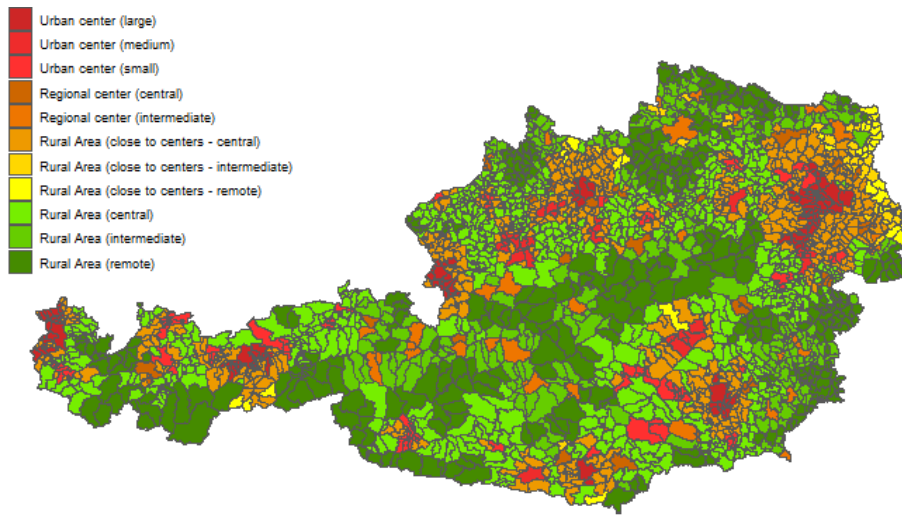 Urban center (large)
Urban center (medium)
Urban center (small)
Regional center (central)
Regional center (intermediate)
Rural Area (close to centers - central)
Rural Area (close to centers - intermediate)
Rural Area (close to centers - remote)
Rural Area (central)
Rural Area (intermediate)
Rural Area (remote)